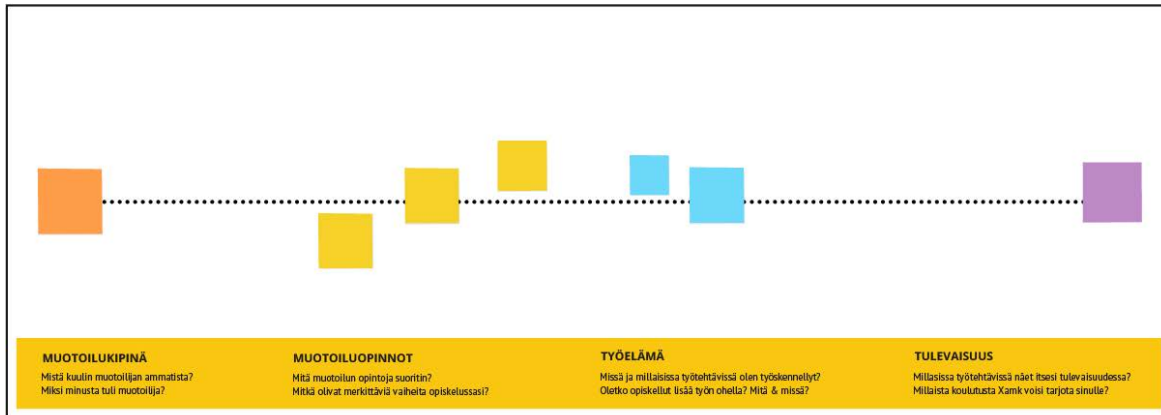 MUOTOILUKIPINÄ
Mistä kuulin muotoilijan ammatista?
Miksi minusta tuli muotoilija?
MUOTOILUOPINNOT
Mitä muotoilun opintoja suoritin?
Mitkä olivat merkittäviä vaiheita opiskelussasi?
TYÖELÄMÄ
Missä ja millaisissa työtehtävissä olen työskennellyt?
Oletko opiskellut lisää työn ohella? Mitä & missä?
TULEVAISUUS
Millasissa työtehtävissä näet itsesi tulevaisuudessa?
Millaista koulutusta Xamk voisi tarjota sinulle?